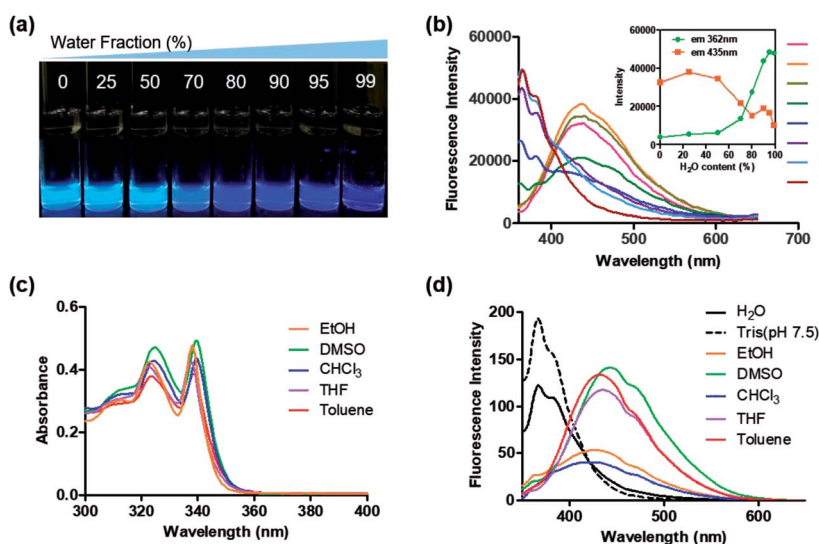 (a)
Water Fraction (%)
0 25 50 70 80 90 95 99
(b)
Fluorescence Intensity
60000
40000
20000
0
400 500 600 700
Wavelength (nm)
em 362nm
em 435nm
Intensity
60000
40000
20000
0
0 20 40 60 80 100
H₂O content (%)
(c)
Absorbance
0.6
0.4
0.2
0.0
300 320 340 360 380 400
Wavelength (nm)
EtOH
DMSO
CHCl₃
THF
Toluene
(d)
Fluorescence Intensity
200
150
100
50
0
400 500 600
Wavelength (nm)
H₂O
Tris(pH 7.5)
EtOH
DMSO
CHCl₃
THF
Toluene